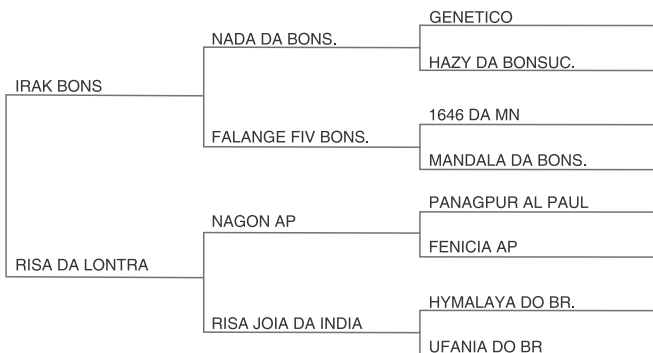 GENETICO
NADA DA BONS.
HAZY DA BONSUC.
IRAK BONS
1646 DA MN
FALANGE FIV BONS.
MANDALA DA BONS.
PANAGPUR AL PAUL
NAGON AP
FENICIA AP
RISA DA LONTRA
HYMALAYA DO BR.
RISA JOIA DA INDIA
UFANIA DO BR